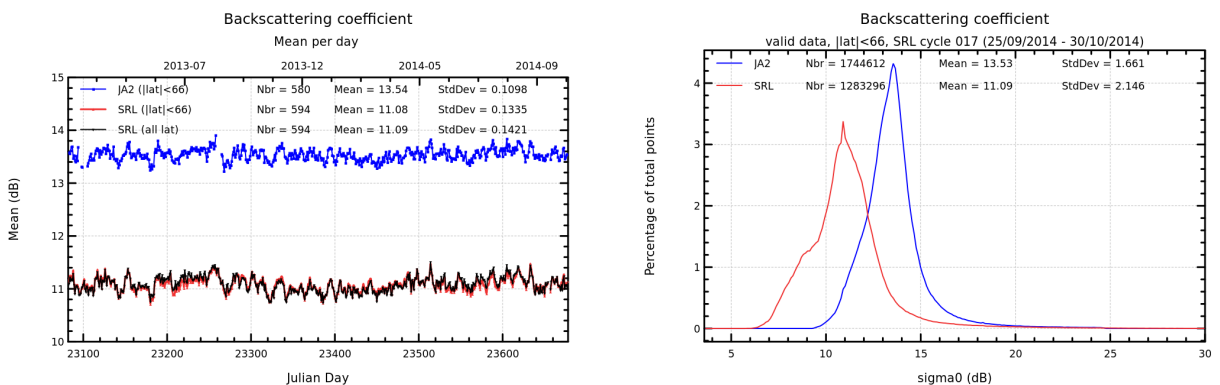 Backscattering coefficient
Mean per day
2013-07 2013-12 2014-05 2014-09
15
14
13
12
11
10
Mean (dB)
JA2 (|lat|<66) Nbr = 580 Mean = 13.54 StdDev = 0.1098
SRL (|lat|<66) Nbr = 594 Mean = 11.08 StdDev = 0.1335
SRL (all lat) Nbr = 594 Mean = 11.09 StdDev = 0.1421
23100 23200 23300 23400 23500 23600
Julian Day
Backscattering coefficient
valid data, |lat|<66, SRL cycle 017 (25/09/2014 - 30/10/2014)
JA2 Nbr = 1744612 Mean = 13.53 StdDev = 1.661
SRL Nbr = 1283296 Mean = 11.09 StdDev = 2.146
4
3
2
1
0
Percentage of total points
5 10 15 20 25 30
sigma0 (dB)